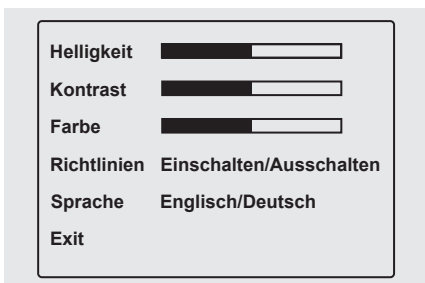 Helligkeit
Kontrast
Farbe
Richtlinien Einschalten/Ausschalten
Sprache Englisch/Deutsch
Exit